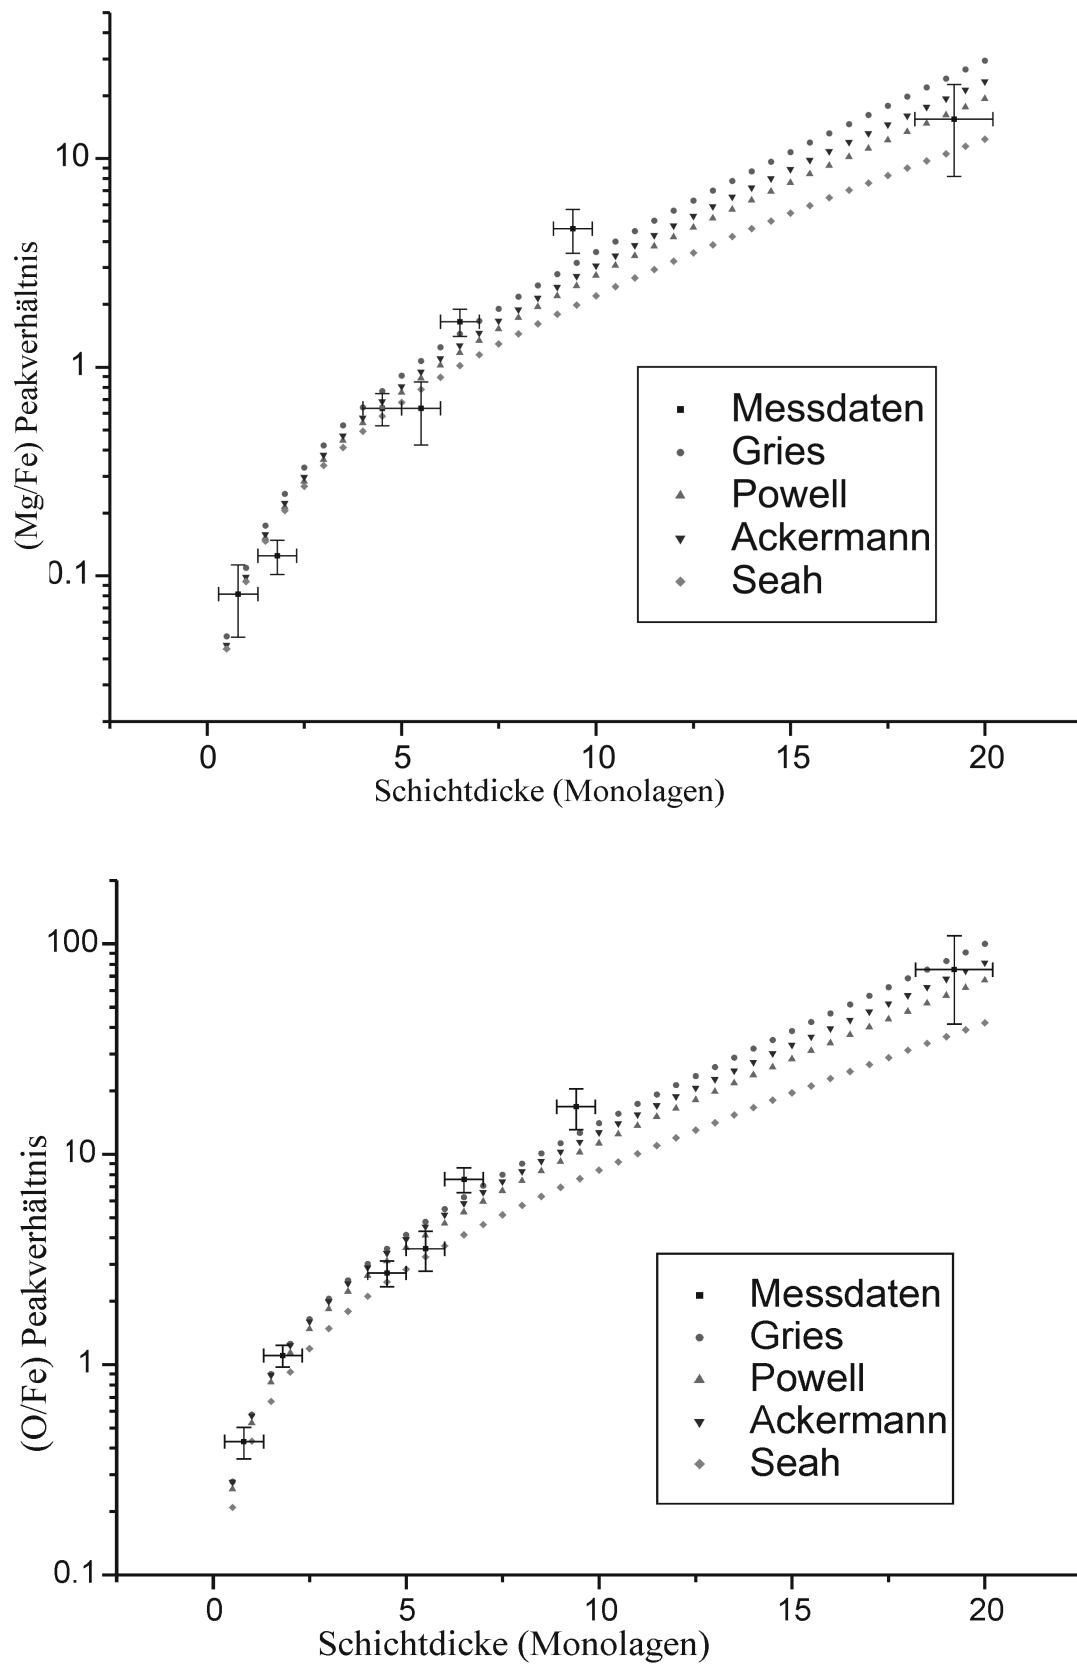 10
1
0.1
(Mg/Fe) Peakverhältnis
Messdaten
Gries
Powell
Ackermann
Seah
0 5 10 15 20
Schichtdicke (Monolagen)
100
10
1
0.1
(O/Fe) Peakverhältnis
Messdaten
Gries
Powell
Ackermann
Seah
0 5 10 15 20
Schichtdicke (Monolagen)